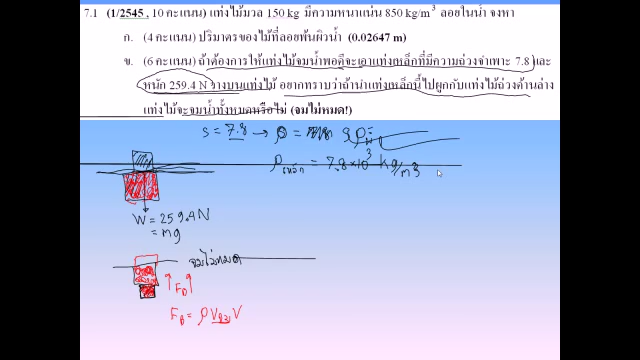 7.1 (1/2545, 10 คะแนน) แท่งไม้มวล 150 kg มีความหนาแน่น 850 kg/m³ ลอยในน้ำ จงหา
ก. (4 คะแนน) ปริมาตรของไม้ที่ลอยพ้นผิวน้ำ (0.02647 m)
ข. (6 คะแนน) ถ้าต้องการให้แท่งไม้จมน้ำพอดีจะเอาแท่งเหล็กที่มีความถ่วงจำเพาะ 7.8 และ
หนัก 259.4 N วางบนแท่งไม้ อยากทราบว่าถ้านำแท่งเหล็กนี้ไปผูกกับแท่งไม้ถ่วงด้านล่าง
แท่งไม้จะจมน้ำทั้งหมดหรือไม่ (จมไม่หมด!)
S = 7.8 → ρ = Sρw
ρเหล็ก = 7.8×10³ kg/m3
W = 259.4 N
= mg
จมไม่หมด
↑ FB ↑
FB = ρ Vจม